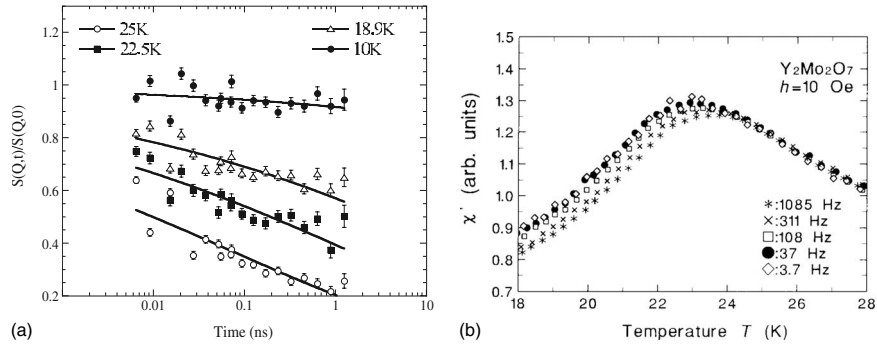 25K
22.5K
18.9K
10K
S(Q,t)/S(Q,0)
1
0.8
0.6
0.4
0.2
0.01
0.1
1
10
Time (ns)
(a)
Y2Mo2O7
h=10 Oe
χ' (arb. units)
1.5
1.4
1.3
1.2
1.1
1.0
0.9
0.8
0.7
:1085 Hz
:311 Hz
:108 Hz
:37 Hz
:3.7 Hz
18
20
22
24
26
28
Temperature T (K)
(b)